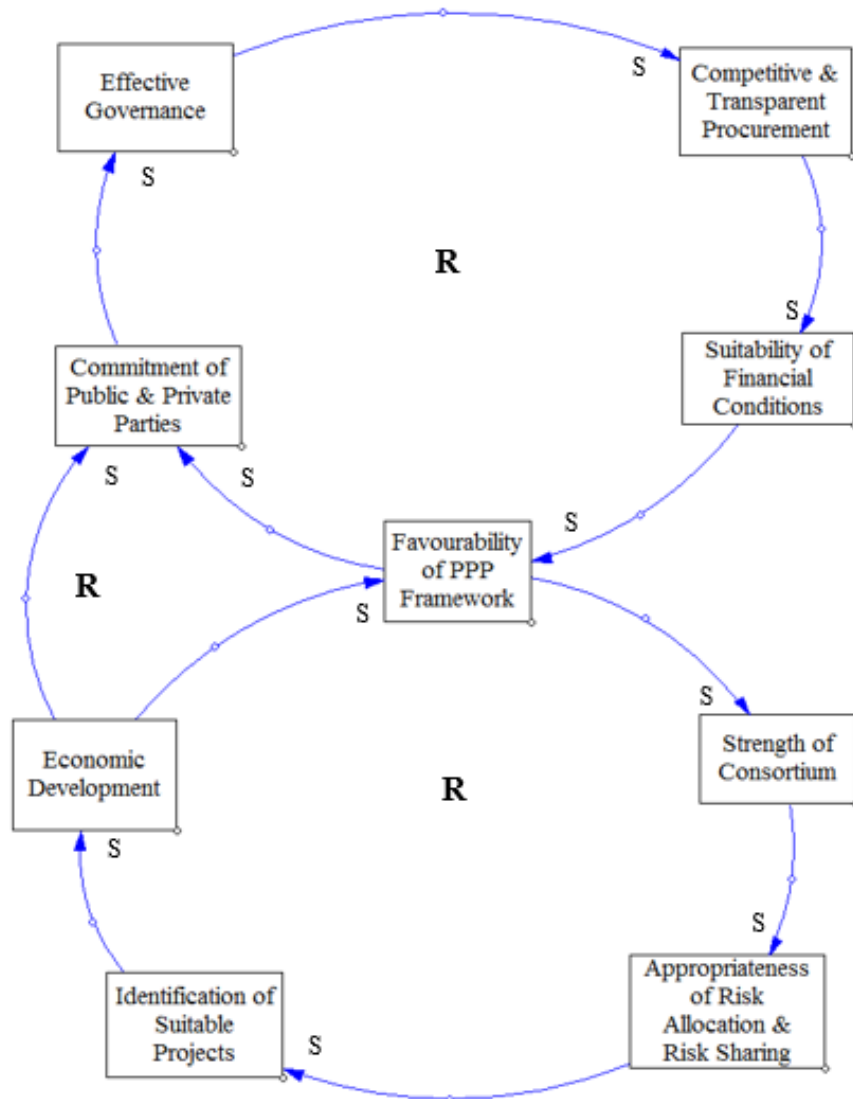 Effective
Governance
S
Competitive &
Transparent
Procurement
S
R
S
Commitment of
Public & Private
Parties
Suitability of
Financial
Conditions
S
S
S
R
Favourability
of PPP
Framework
S
S
Economic
Development
R
Strength of
Consortium
S
S
Identification of
Suitable
Projects
S
Appropriateness
of Risk
Allocation &
Risk Sharing